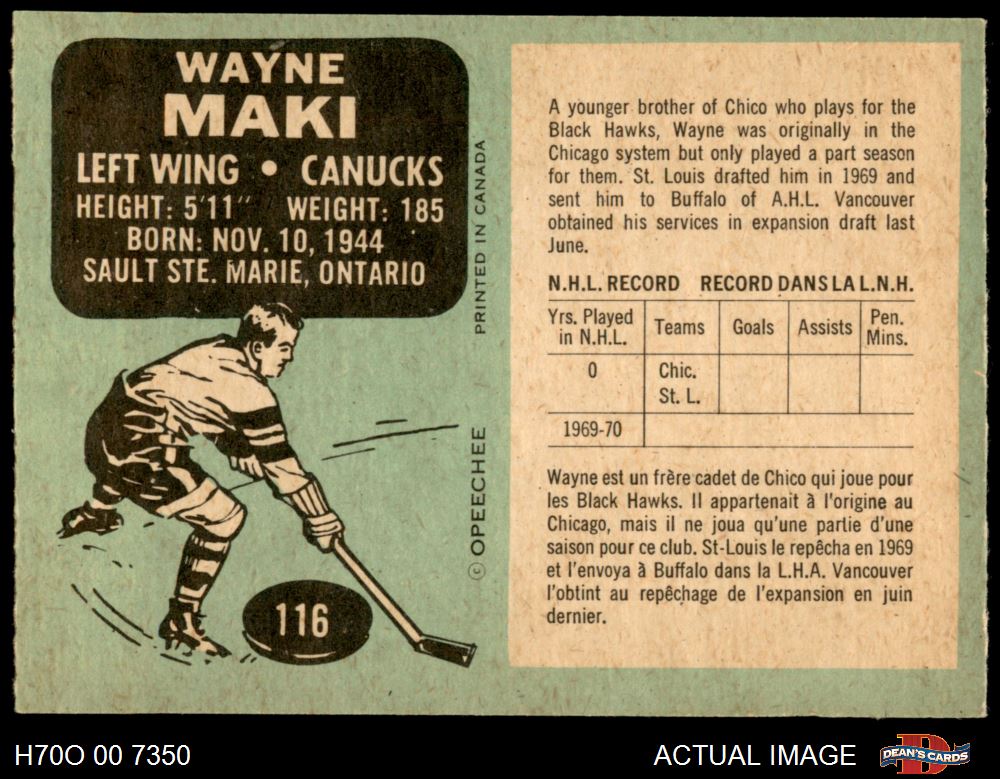 WAYNE
MAKI
LEFT WING • CANUCKS
HEIGHT: 5'11" WEIGHT: 185
BORN: NOV. 10, 1944
SAULT STE. MARIE, ONTARIO
PRINTED IN CANADA
© OPEECHEE
116
A younger brother of Chico who plays for the
Black Hawks, Wayne was originally in the
Chicago system but only played a part season
for them. St. Louis drafted him in 1969 and
sent him to Buffalo of A.H.L. Vancouver
obtained his services in expansion draft last
June.
N.H.L. RECORD RECORD DANS LA L.N.H.
Yrs. Played in N.H.L. Teams Goals Assists Pen. Mins.
0 Chic.
St. L.
1969-70
Wayne est un frère cadet de Chico qui joue pour
les Black Hawks. Il appartenait à l'origine au
Chicago, mais il ne joua qu'une partie d'une
saison pour ce club. St-Louis le repêcha en 1969
et l'envoya à Buffalo dans la L.H.A. Vancouver
l'obtint au repêchage de l'expansion en juin
dernier.
H70O 00 7350
ACTUAL IMAGE
DEAN'S CARDS